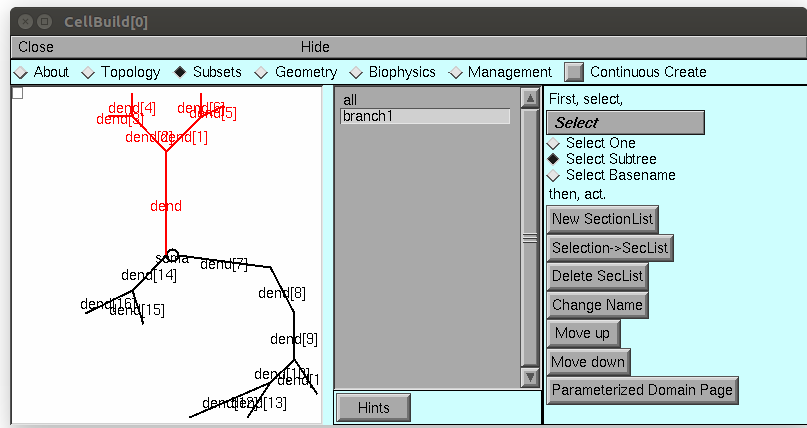 CellBuild[0]
Close Hide
About Topology Subsets Geometry Biophysics Management Continuous Create
dend[4]
dend[3]
dend[5]
dend[2]
dend[1]
dend
soma
dend[7]
dend[14]
dend[8]
dend[15]
dend[9]
dend[13]
all
branch1
Hints
First, select,
Select
Select One
Select Subtree
Select Basename
then, act.
New SectionList
Selection->SecList
Delete SecList
Change Name
Move up
Move down
Parameterized Domain Page